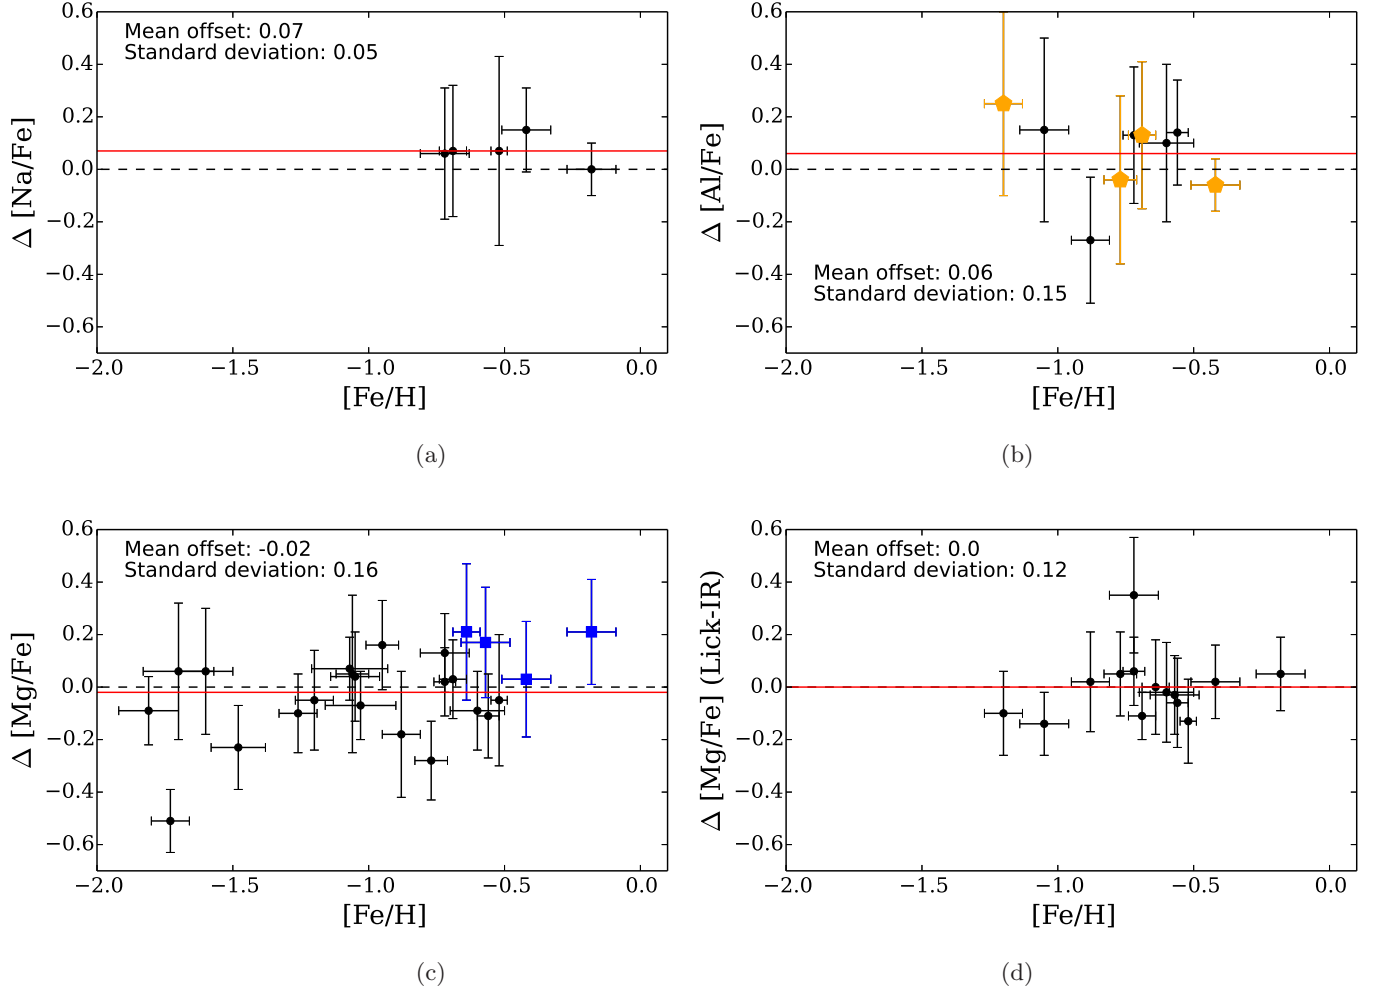 0.6
0.4
0.2
0.0
−0.2
−0.4
−0.6
Δ [Na/Fe]
Mean offset: 0.07
Standard deviation: 0.05
−2.0 −1.5 −1.0 −0.5 0.0
[Fe/H]
(a)
0.6
0.4
0.2
0.0
−0.2
−0.4
−0.6
Δ [Al/Fe]
Mean offset: 0.06
Standard deviation: 0.15
−2.0 −1.5 −1.0 −0.5 0.0
[Fe/H]
(b)
0.6
0.4
0.2
0.0
−0.2
−0.4
−0.6
Δ [Mg/Fe]
Mean offset: -0.02
Standard deviation: 0.16
−2.0 −1.5 −1.0 −0.5 0.0
[Fe/H]
(c)
0.6
0.4
0.2
0.0
−0.2
−0.4
−0.6
Δ [Mg/Fe] (Lick-IR)
Mean offset: 0.0
Standard deviation: 0.12
−2.0 −1.5 −1.0 −0.5 0.0
[Fe/H]
(d)